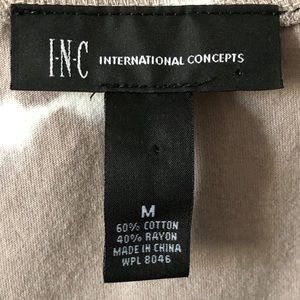 I·N·C INTERNATIONAL CONCEPTS
M
60% COTTON
40% RAYON
MADE IN CHINA
WPL 8046